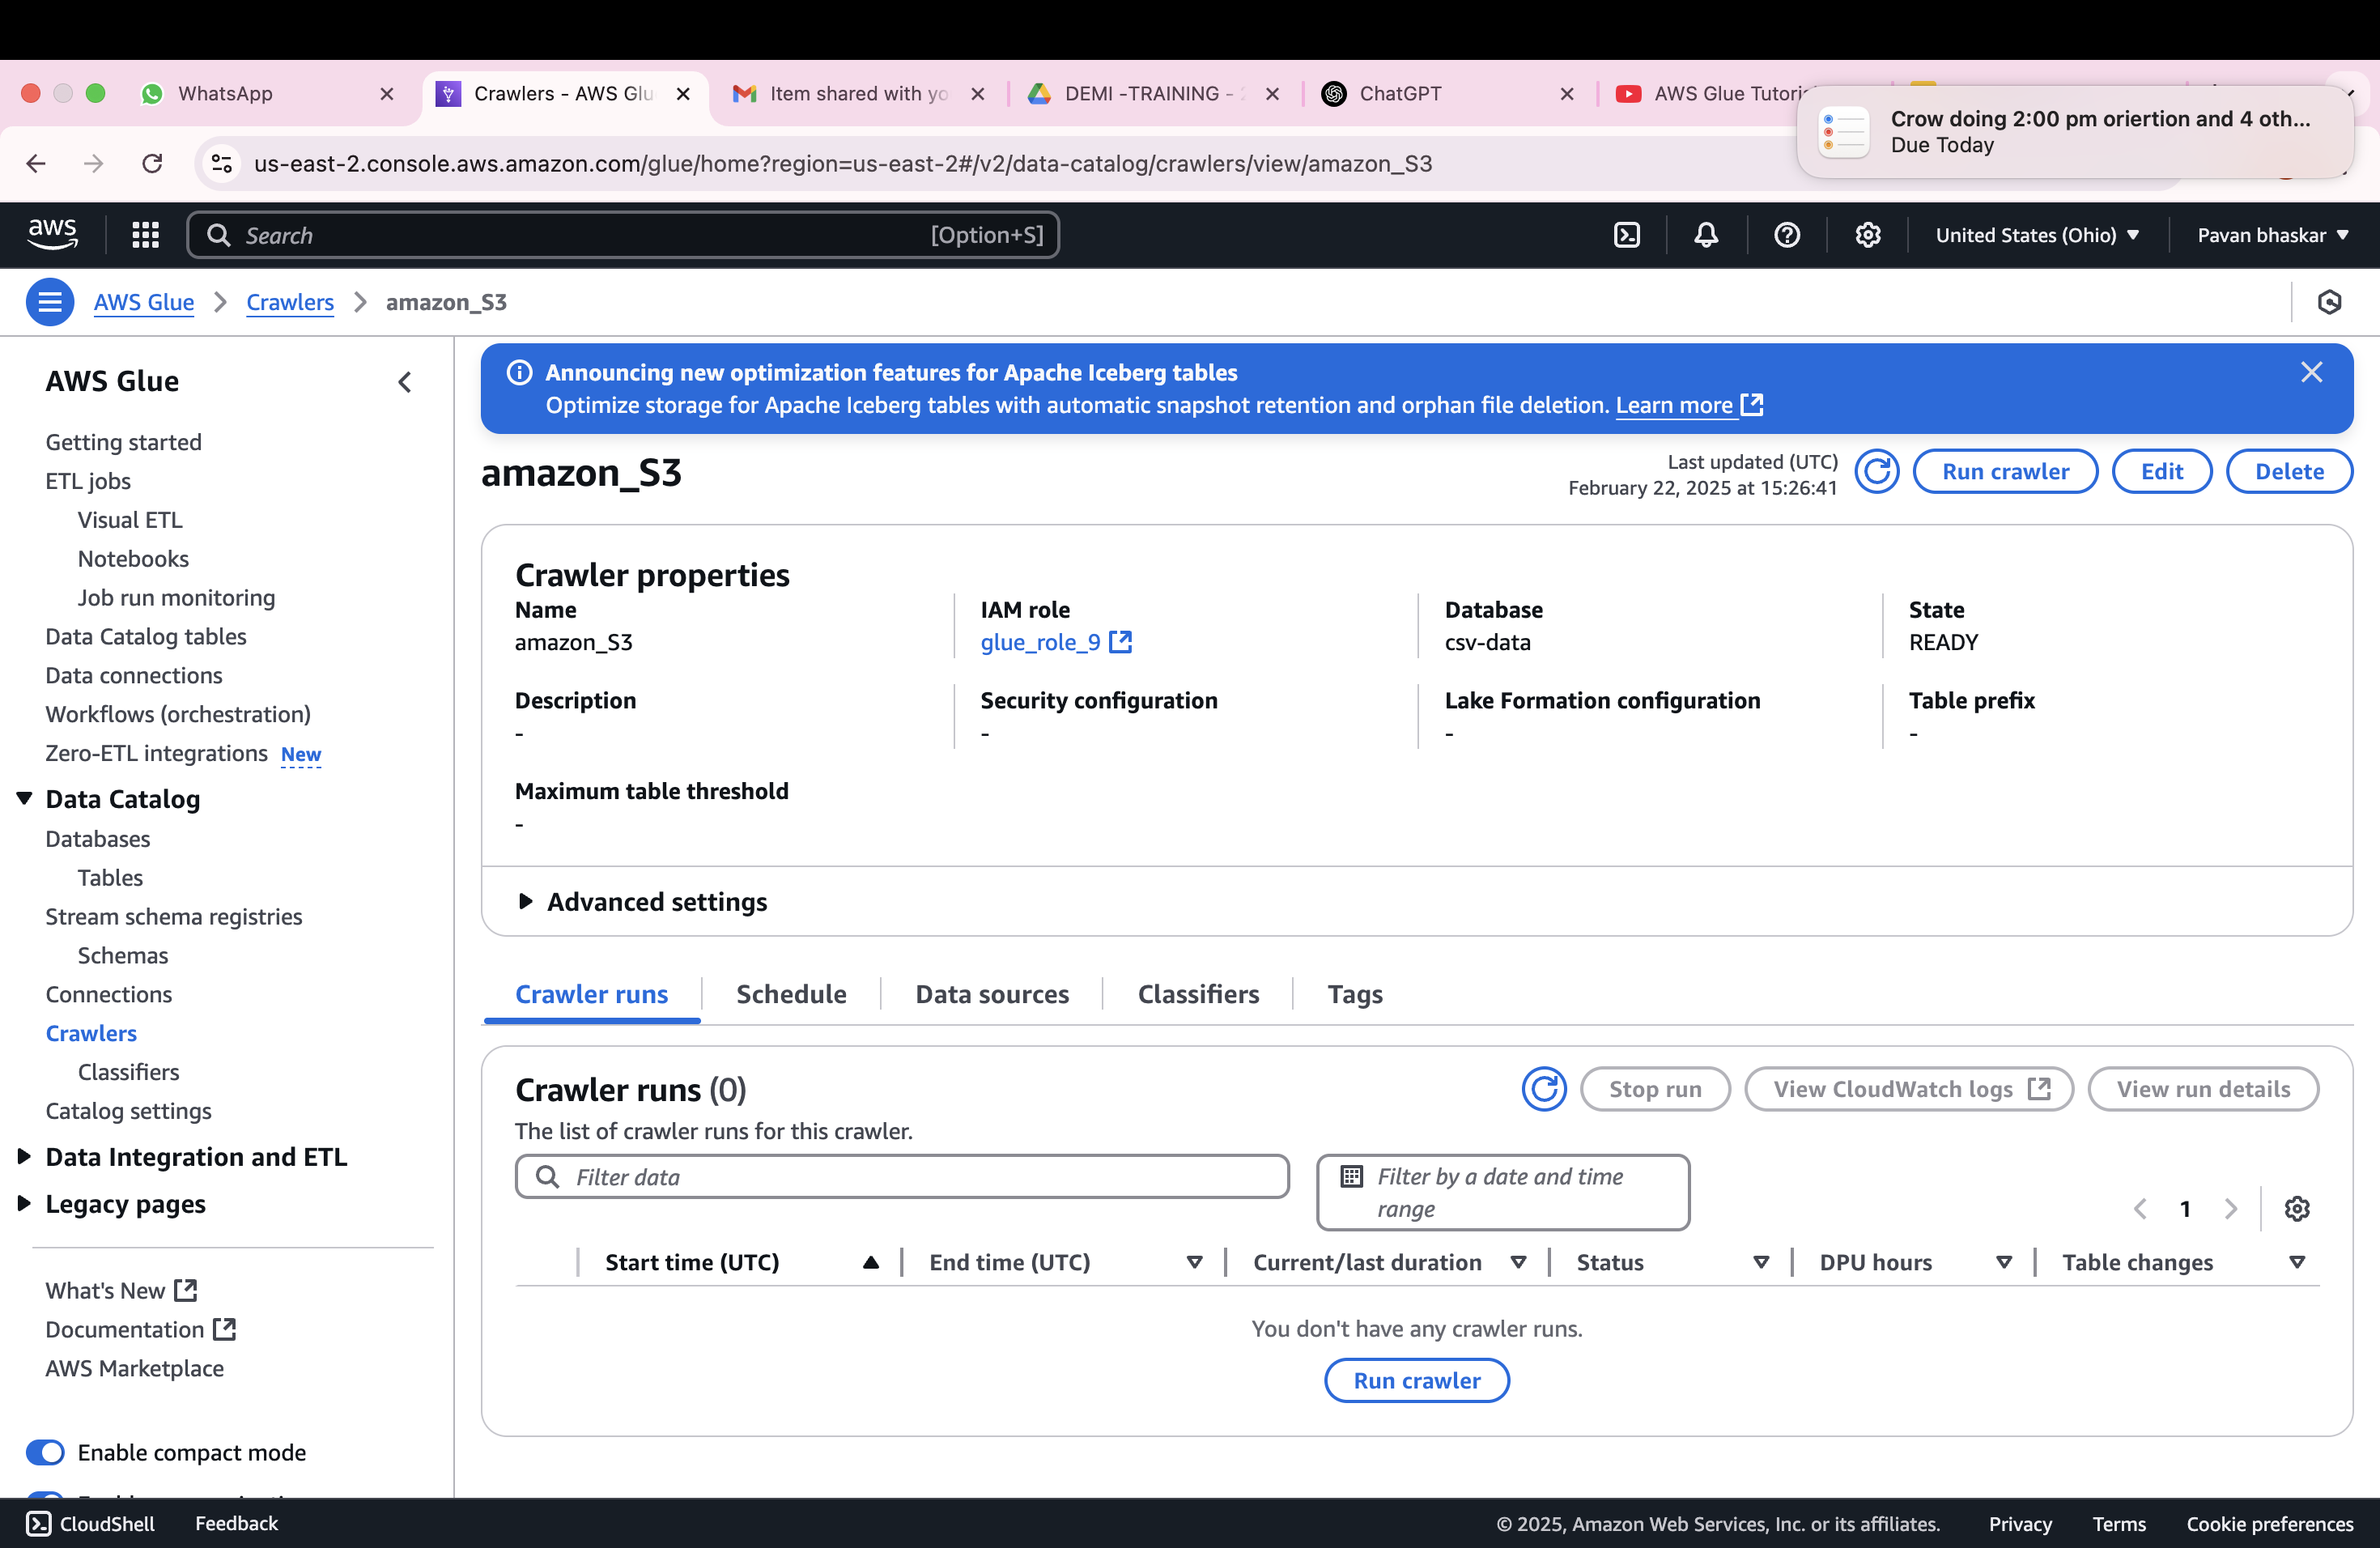 WhatsApp
Crawlers - AWS Glu
Item shared with yo
DEMI -TRAINING -
ChatGPT
AWS Glue Tutori
Crow doing 2:00 pm oriertion and 4 oth...
Due Today
us-east-2.console.aws.amazon.com/glue/home?region=us-east-2#/v2/data-catalog/crawlers/view/amazon_S3
aws
Search
[Option+S]
United States (Ohio)
Pavan bhaskar
AWS Glue
Crawlers
amazon_S3
AWS Glue
Getting started
ETL jobs
Visual ETL
Notebooks
Job run monitoring
Data Catalog tables
Data connections
Workflows (orchestration)
Zero-ETL integrations New
Data Catalog
Databases
Tables
Stream schema registries
Schemas
Connections
Crawlers
Classifiers
Catalog settings
Data Integration and ETL
Legacy pages
What's New
Documentation
AWS Marketplace
Enable compact mode
Announcing new optimization features for Apache Iceberg tables
Optimize storage for Apache Iceberg tables with automatic snapshot retention and orphan file deletion. Learn more
amazon_S3
Last updated (UTC)
February 22, 2025 at 15:26:41
Run crawler
Edit
Delete
Crawler properties
Name
amazon_S3
IAM role
glue_role_9
Database
csv-data
State
READY
Description
-
Security configuration
-
Lake Formation configuration
-
Table prefix
-
Maximum table threshold
-
Advanced settings
Crawler runs
Schedule
Data sources
Classifiers
Tags
Crawler runs (0)
The list of crawler runs for this crawler.
Stop run
View CloudWatch logs
View run details
Filter data
Filter by a date and time
range
1
Start time (UTC)
End time (UTC)
Current/last duration
Status
DPU hours
Table changes
You don't have any crawler runs.
Run crawler
CloudShell
Feedback
© 2025, Amazon Web Services, Inc. or its affiliates.
Privacy
Terms
Cookie preferences